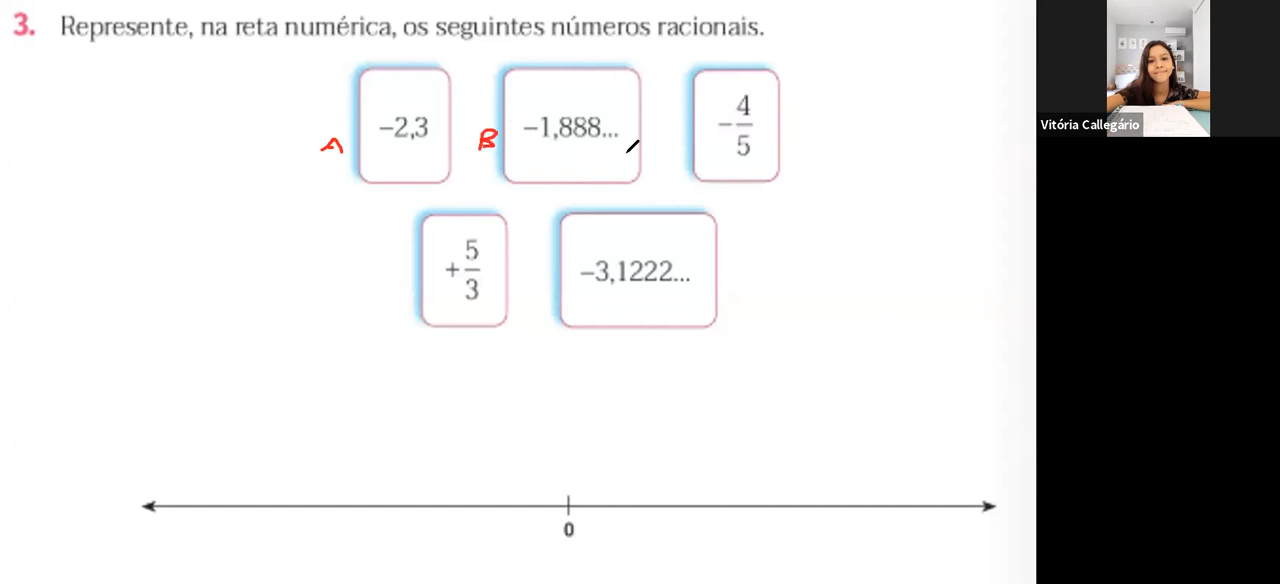 3. Represente, na reta numérica, os seguintes números racionais.
A −2,3 B −1,888... −4/5
+5/3 −3,1222...
0
Vitória Callegário